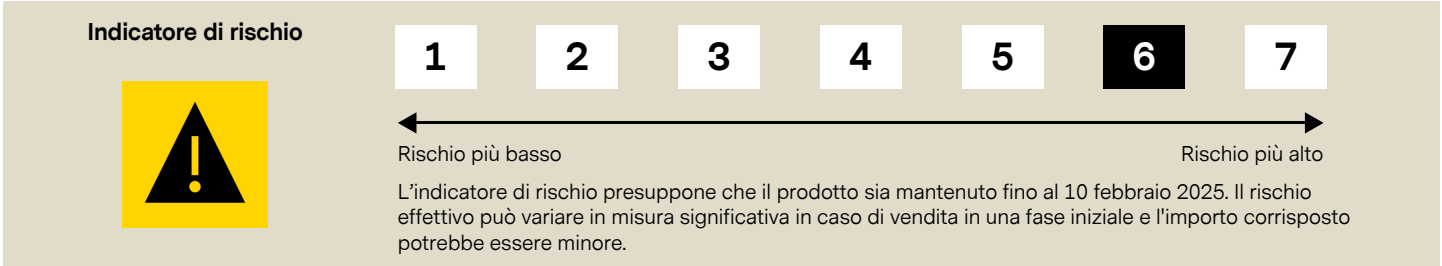 Indicatore di rischio
1 2 3 4 5 6 7
Rischio più basso Rischio più alto
L’indicatore di rischio presuppone che il prodotto sia mantenuto fino al 10 febbraio 2025. Il rischio
effettivo può variare in misura significativa in caso di vendita in una fase iniziale e l'importo corrisposto
potrebbe essere minore.